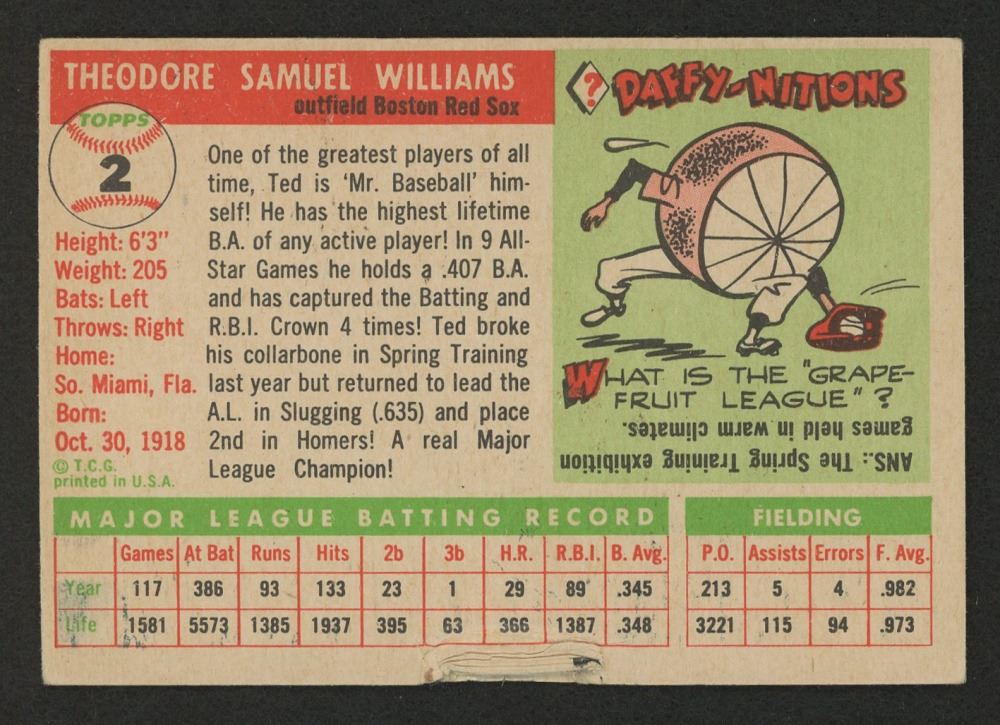 THEODORE SAMUEL WILLIAMS
outfield Boston Red Sox
TOPPS
2
Height: 6'3"
Weight: 205
Bats: Left
Throws: Right
Home:
So. Miami, Fla.
Born:
Oct. 30, 1918
© T.C.G.
printed in U.S.A.
One of the greatest players of all
time, Ted is 'Mr. Baseball' him-
self! He has the highest lifetime
B.A. of any active player! In 9 All-
Star Games he holds a .407 B.A.
and has captured the Batting and
R.B.I. Crown 4 times! Ted broke
his collarbone in Spring Training
last year but returned to lead the
A.L. in Slugging (.635) and place
2nd in Homers! A real Major
League Champion!
? DAFFY-NITIONS
WHAT IS THE "GRAPE-
FRUIT LEAGUE" ?
ANS.: The Spring Training exhibition
games held in warm climates.
MAJOR LEAGUE BATTING RECORD
FIELDING
Games At Bat Runs Hits 2b 3b H.R. R.B.I. B. Avg. P.O. Assists Errors F. Avg.
Year 117 386 93 133 23 1 29 89 .345 213 5 4 .982
Life 1581 5573 1385 1937 395 63 366 1387 .348 3221 115 94 .973